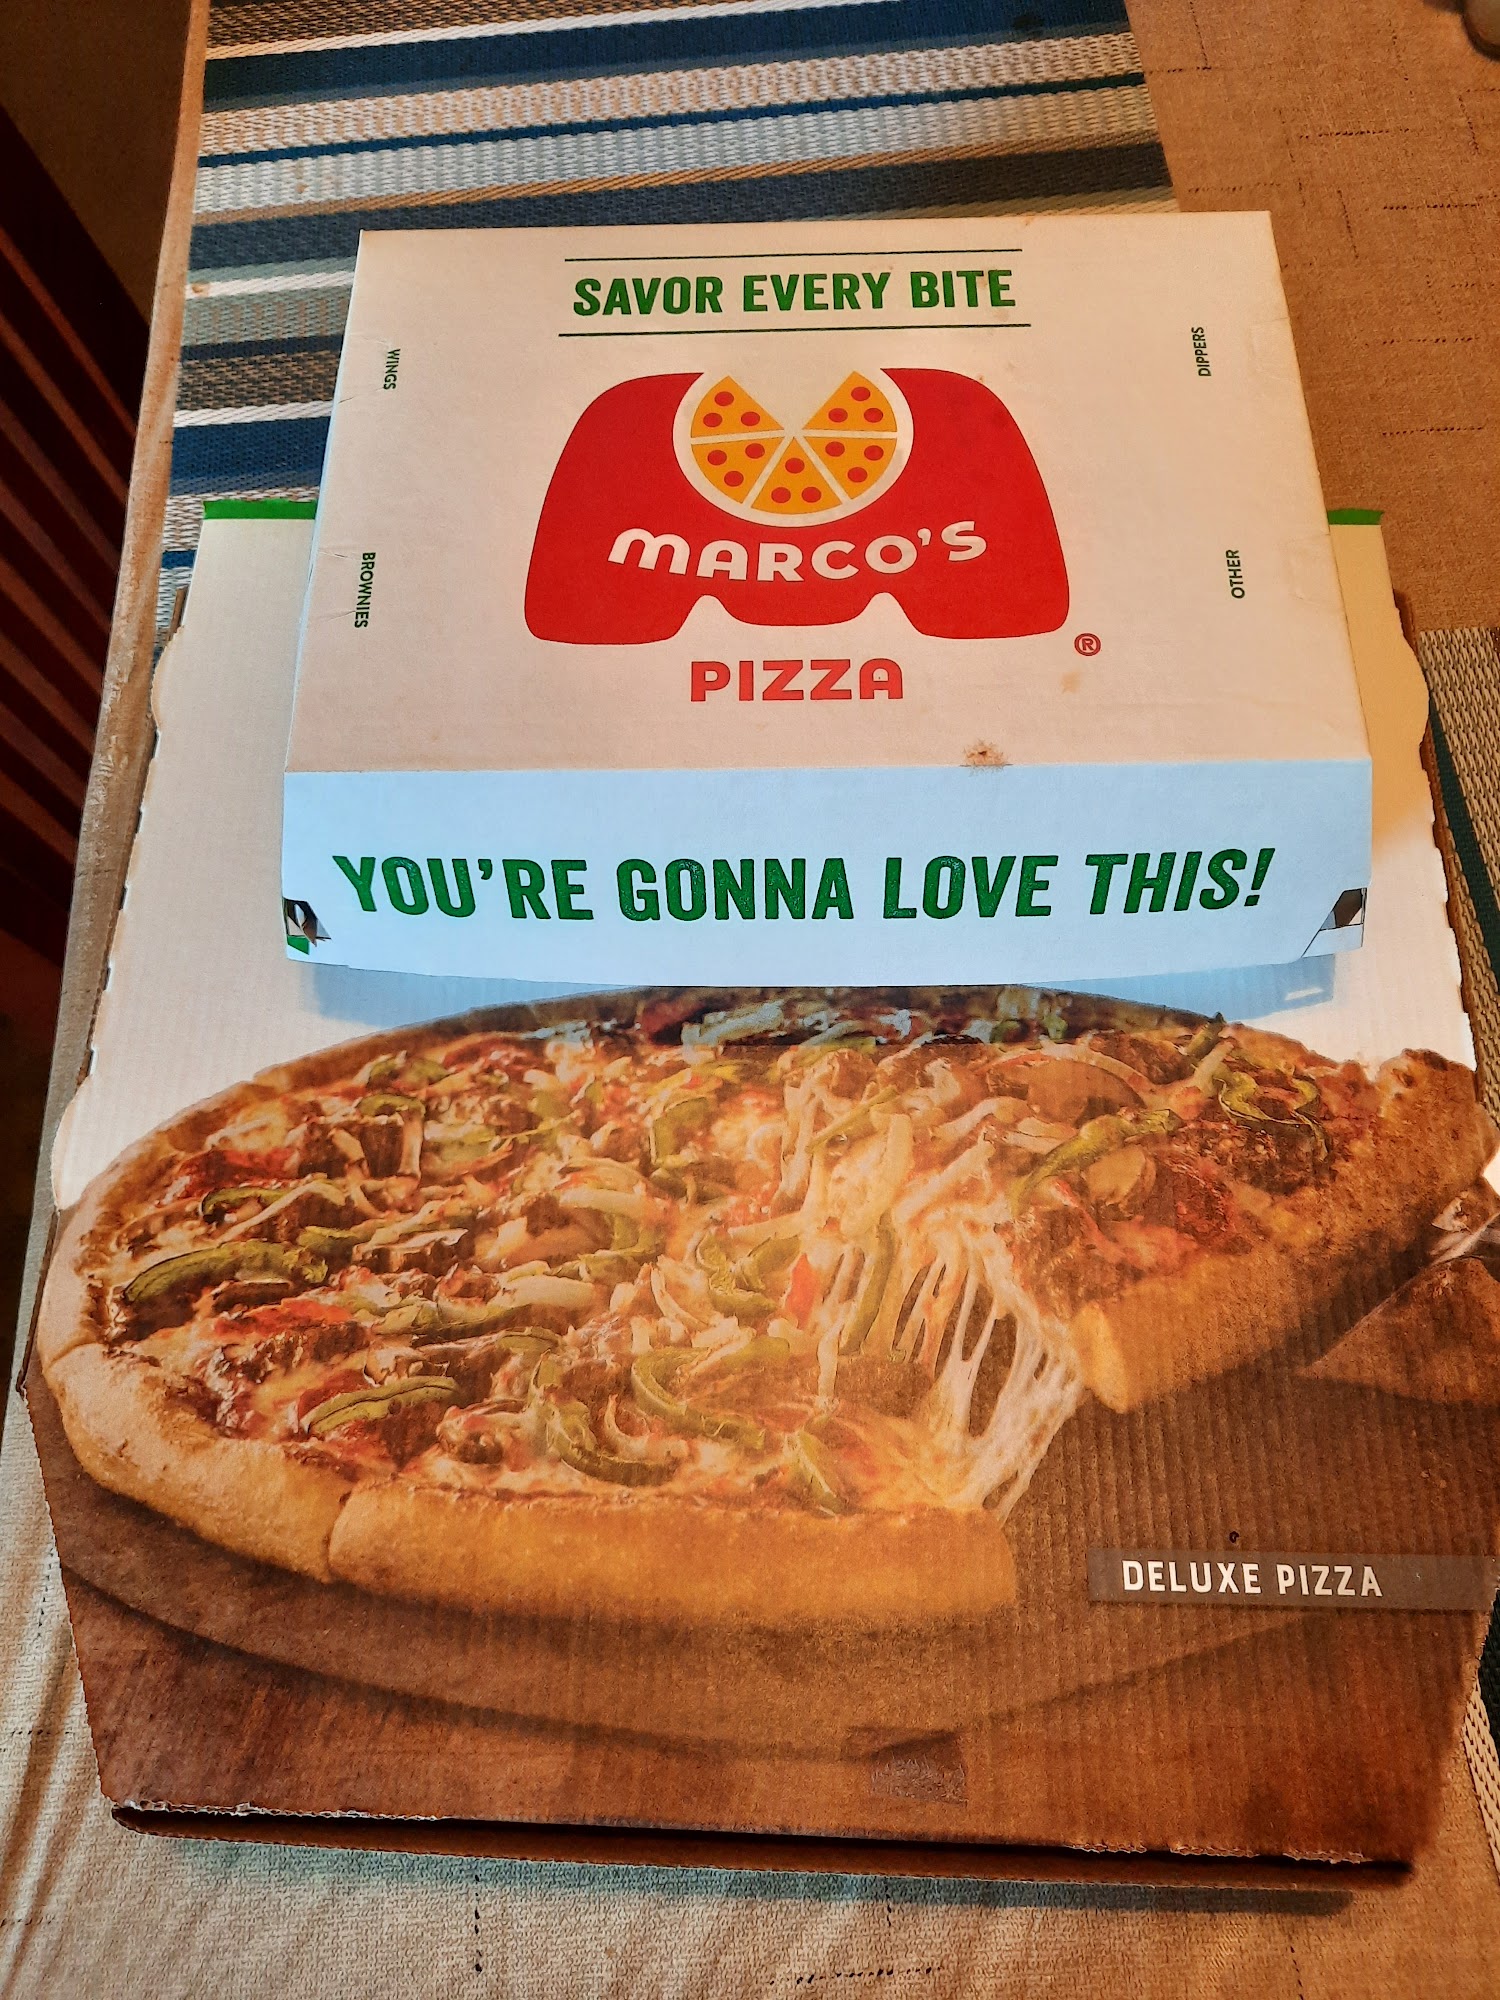 SAVOR EVERY BITE
WINGS
DIPPERS
MARCO'S
BROWNIES
OTHER
®
PIZZA
YOU'RE GONNA LOVE THIS!
DELUXE PIZZA